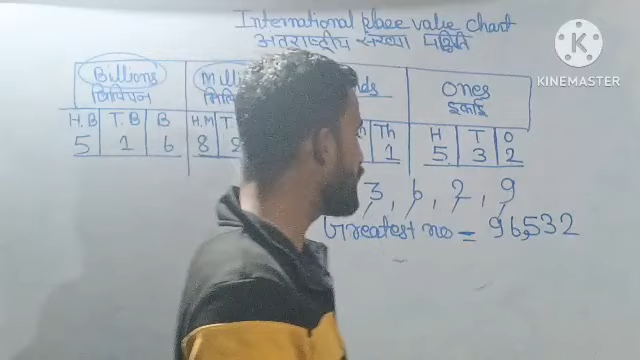 International place value chart
अंतराष्ट्रीय संख्या पद्धिति
KINEMASTER
Billions Ones
बिलियन इकाई
H.B T.B B H.M Th H T O
5 1 6 8 1 5 3 2
3, 6, 2, 9
Greatest no = 96,532